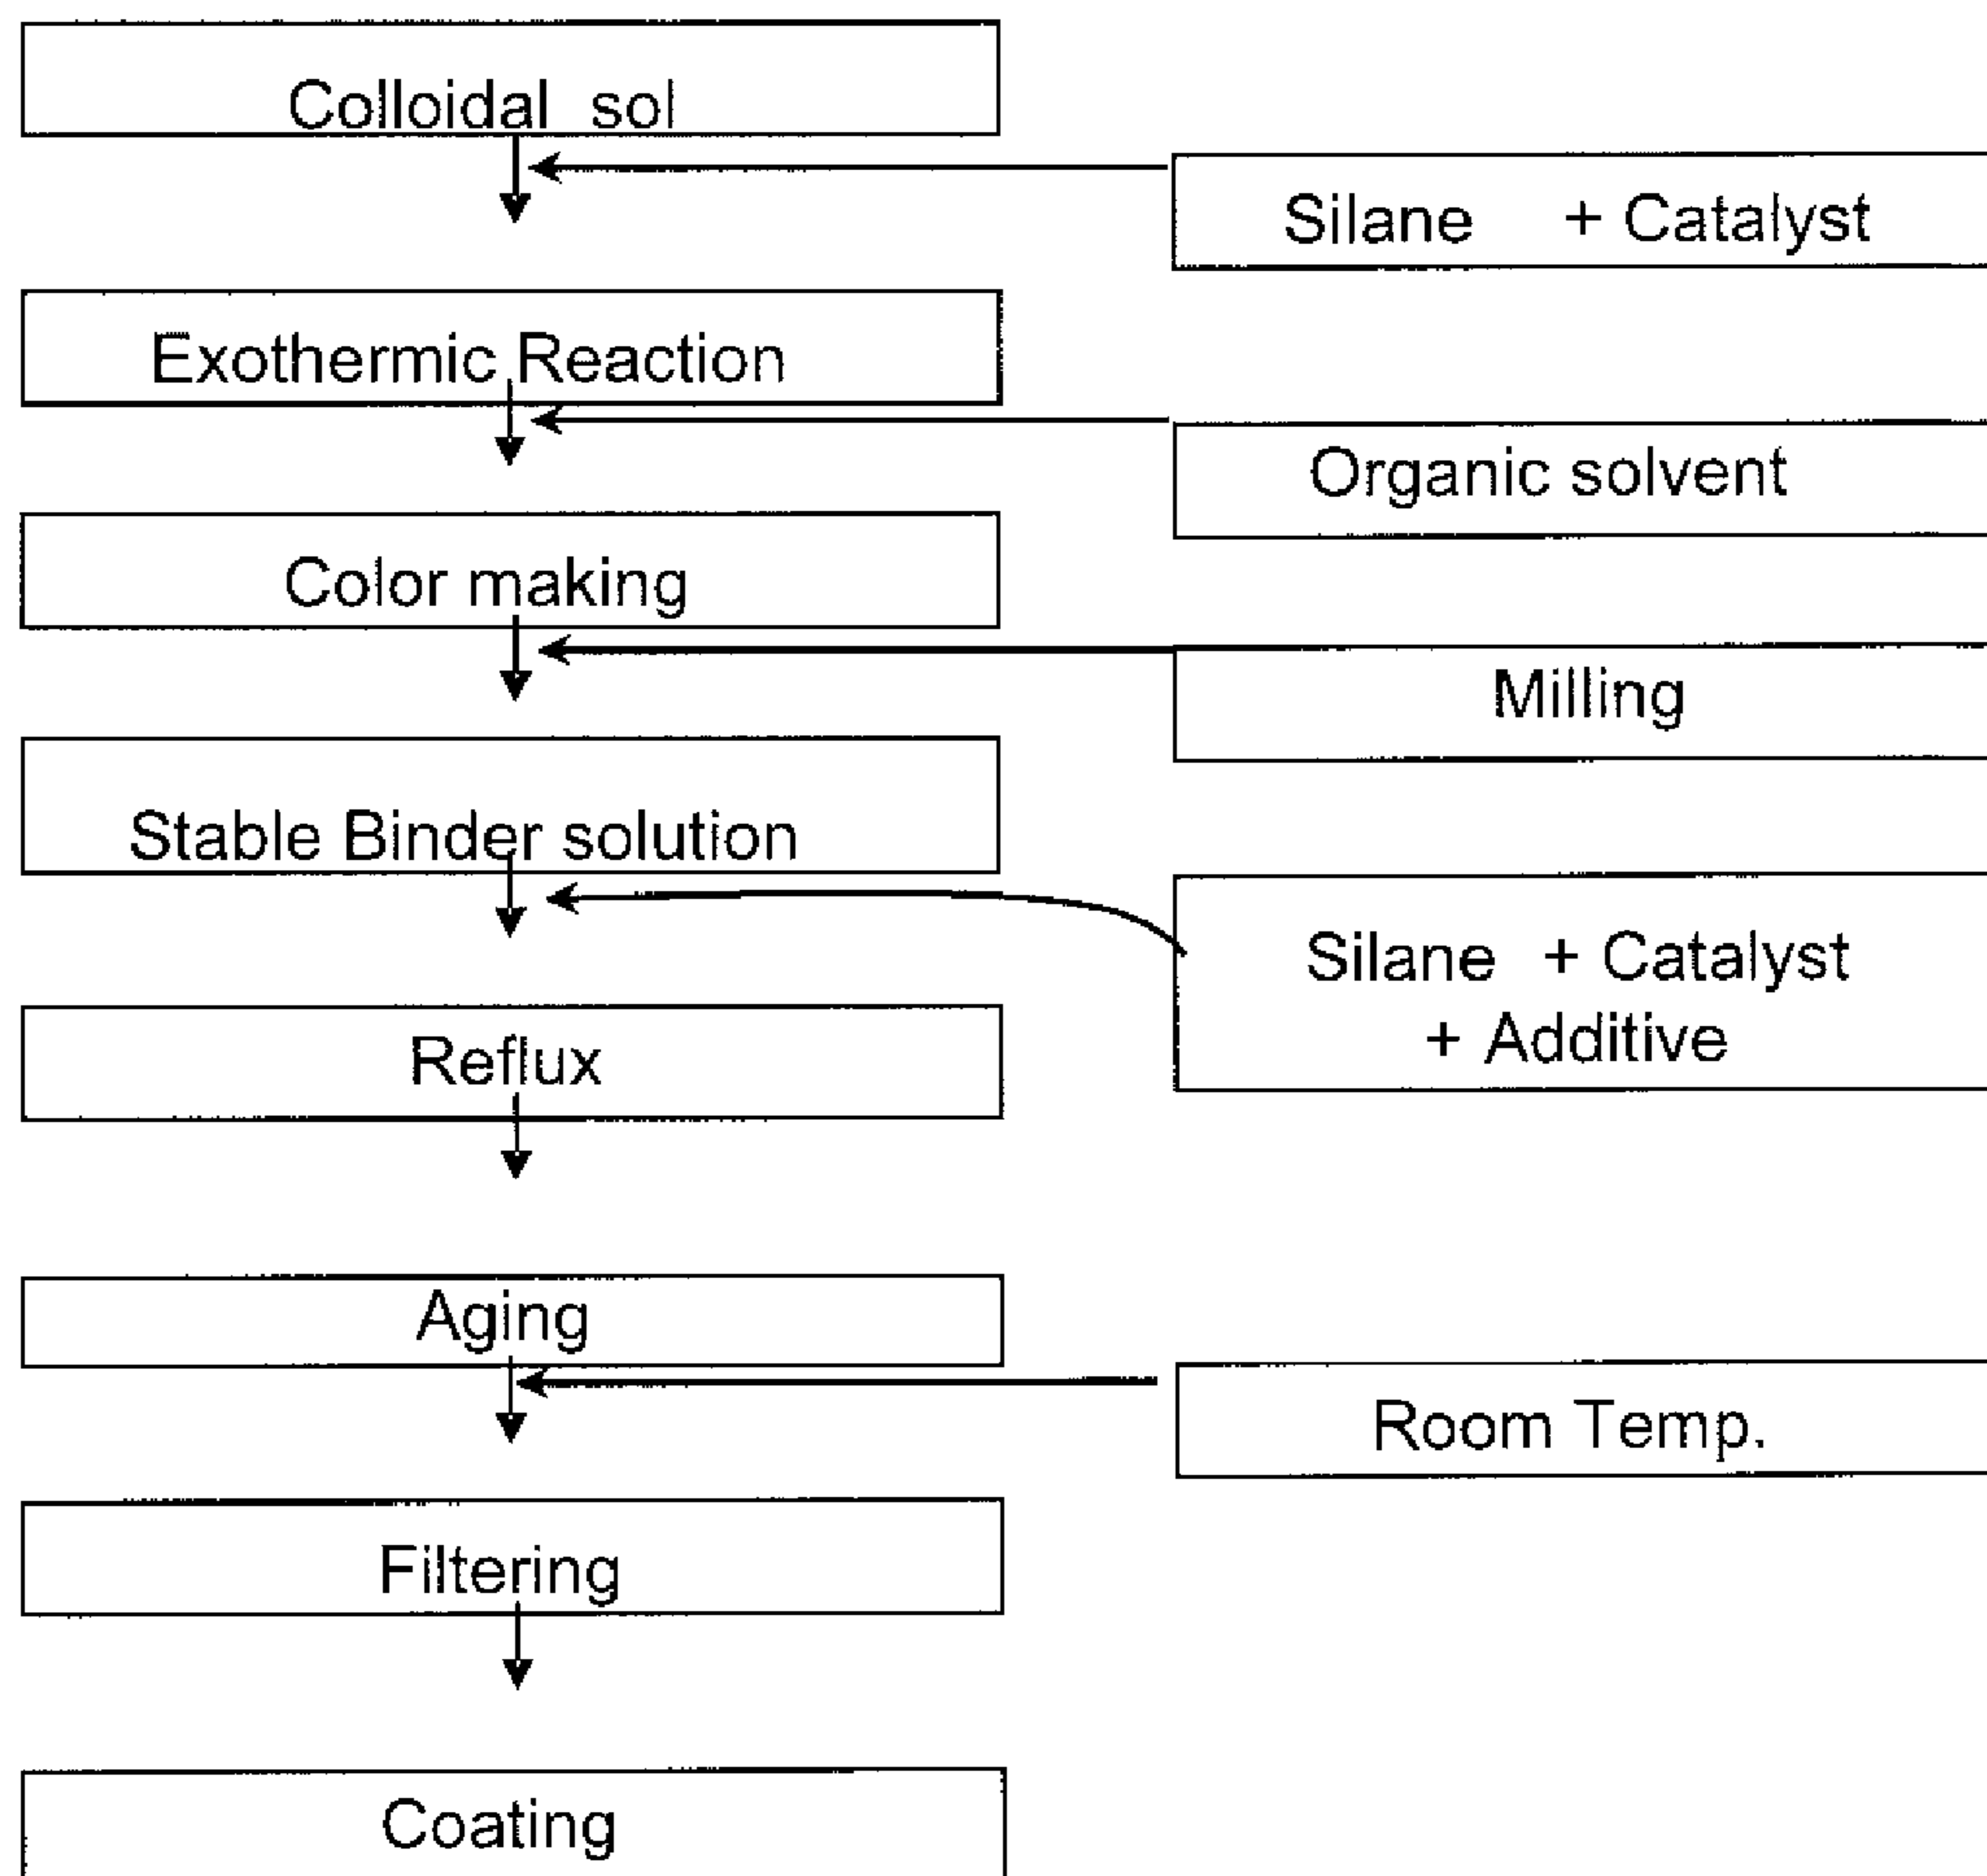 Colloidal sol
Silane + Catalyst
Exothermic Reaction
Organic solvent
Color making
Milling
Stable Binder solution
Silane + Catalyst
+ Additive
Reflux
Aging
Room Temp.
Filtering
Coating